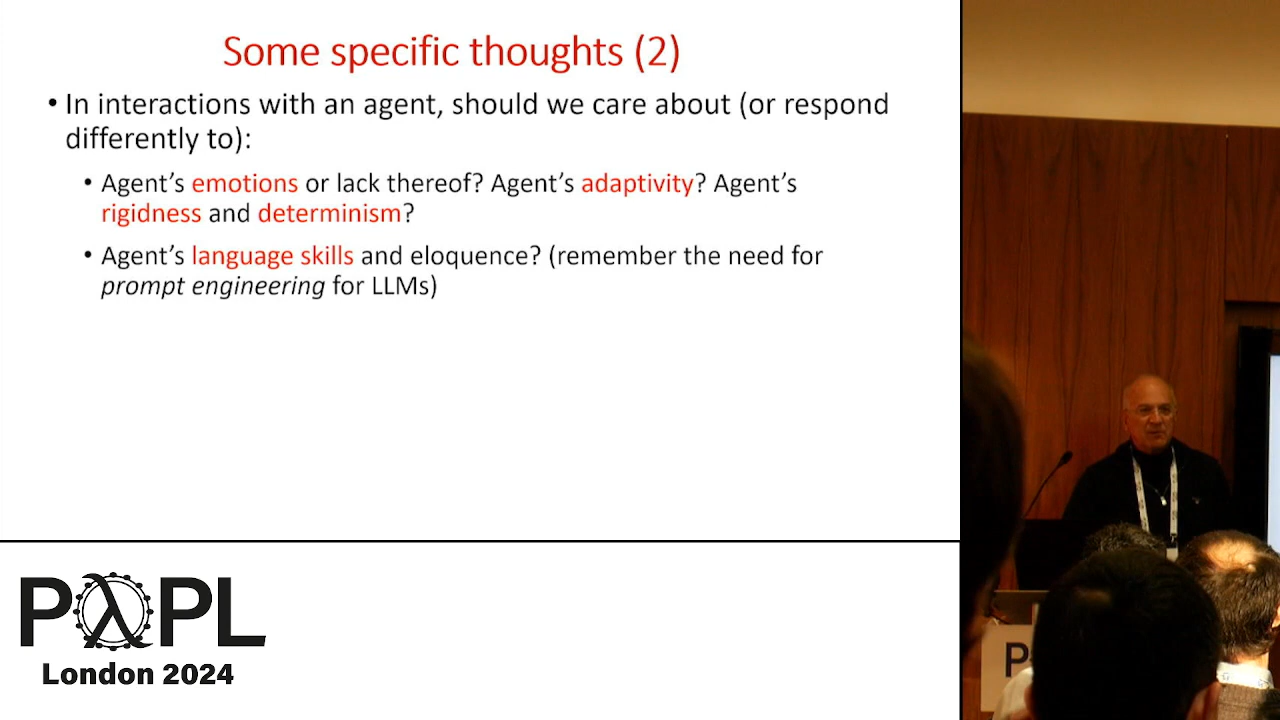 Some specific thoughts (2)
• In interactions with an agent, should we care about (or respond
differently to):
• Agent's emotions or lack thereof? Agent's adaptivity? Agent's
rigidness and determinism?
• Agent's language skills and eloquence? (remember the need for
prompt engineering for LLMs)
PλPL
London 2024
P